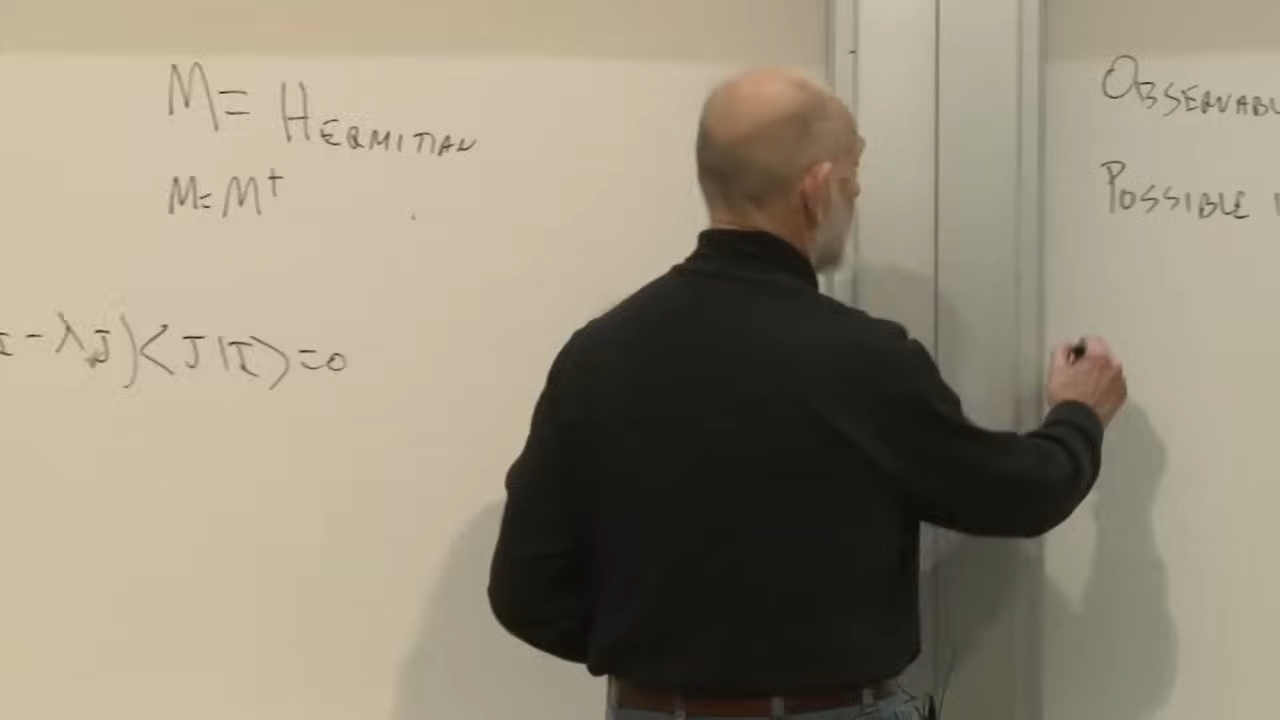 M = HERMITIAN
M = M†
- λJ)<J|I> = 0
OBSERVABL
POSSIBLE